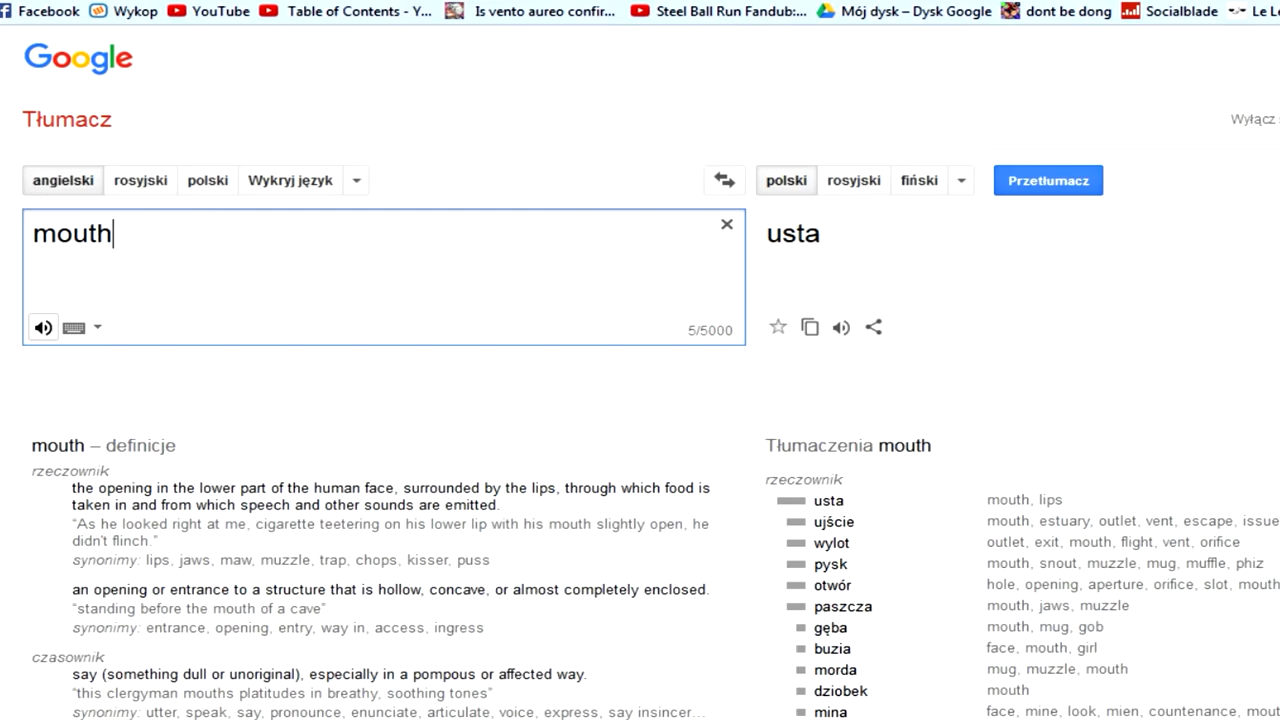 Facebook Wykop YouTube Table of Contents - Y... Is vento aureo confir... Steel Ball Run Fandub:... Mój dysk – Dysk Google dont be dong Socialblade Le Le
Google
Tłumacz
Wyłącz
angielski rosyjski polski Wykryj język
polski rosyjski fiński Przetłumacz
mouth
usta
5/5000
mouth – definicje
rzeczownik
the opening in the lower part of the human face, surrounded by the lips, through which food is
taken in and from which speech and other sounds are emitted.
“As he looked right at me, cigarette teetering on his lower lip with his mouth slightly open, he
didn't flinch.”
synonimy: lips, jaws, maw, muzzle, trap, chops, kisser, puss
an opening or entrance to a structure that is hollow, concave, or almost completely enclosed.
“standing before the mouth of a cave”
synonimy: entrance, opening, entry, way in, access, ingress
czasownik
say (something dull or unoriginal), especially in a pompous or affected way.
“this clergyman mouths platitudes in breathy, soothing tones”
synonimy: utter, speak, say, pronounce, enunciate, articulate, voice, express, say insincer...
Tłumaczenia mouth
rzeczownik
usta mouth, lips
ujście mouth, estuary, outlet, vent, escape, issue
wylot outlet, exit, mouth, flight, vent, orifice
pysk mouth, snout, muzzle, mug, muffle, phiz
otwór hole, opening, aperture, orifice, slot, mouth
paszcza mouth, jaws, muzzle
gęba mouth, mug, gob
buzia face, mouth, girl
morda mug, muzzle, mouth
dziobek mouth
mina face, mine, look, mien, countenance, mout